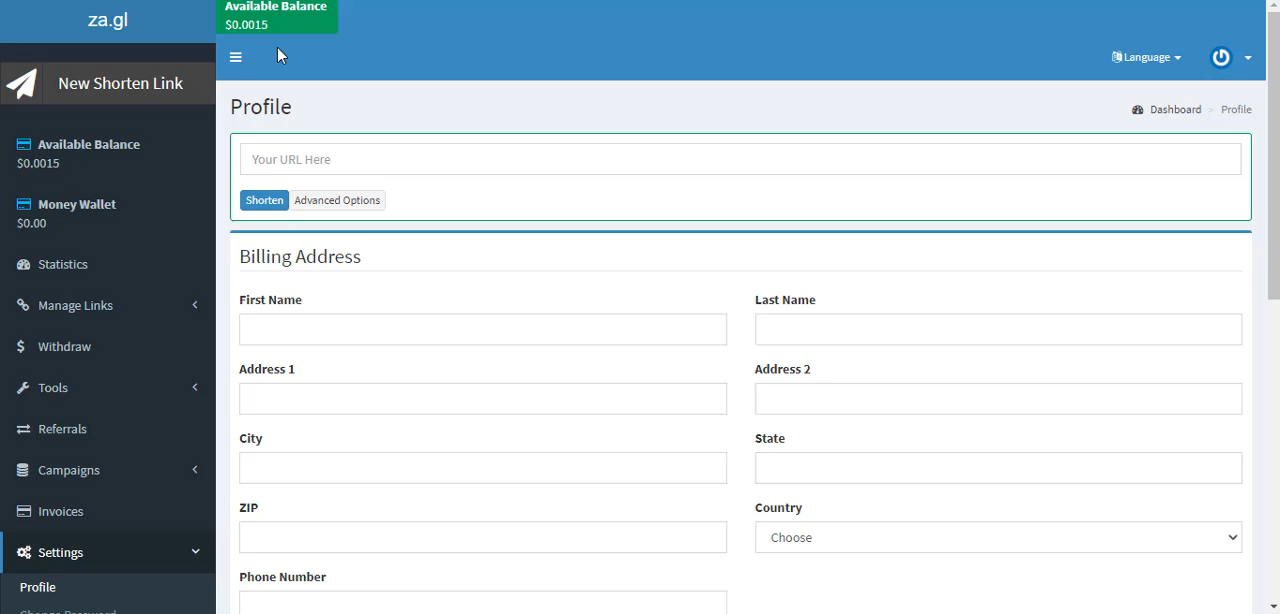 za.gl
Available Balance
$0.0015
New Shorten Link
Language
Available Balance
$0.0015
Money Wallet
$0.00
Statistics
Manage Links
Withdraw
Tools
Referrals
Campaigns
Invoices
Settings
Profile
Change Password
Profile
Dashboard > Profile
Your URL Here
Shorten
Advanced Options
Billing Address
First Name
Last Name
Address 1
Address 2
City
State
ZIP
Country
Choose
Phone Number